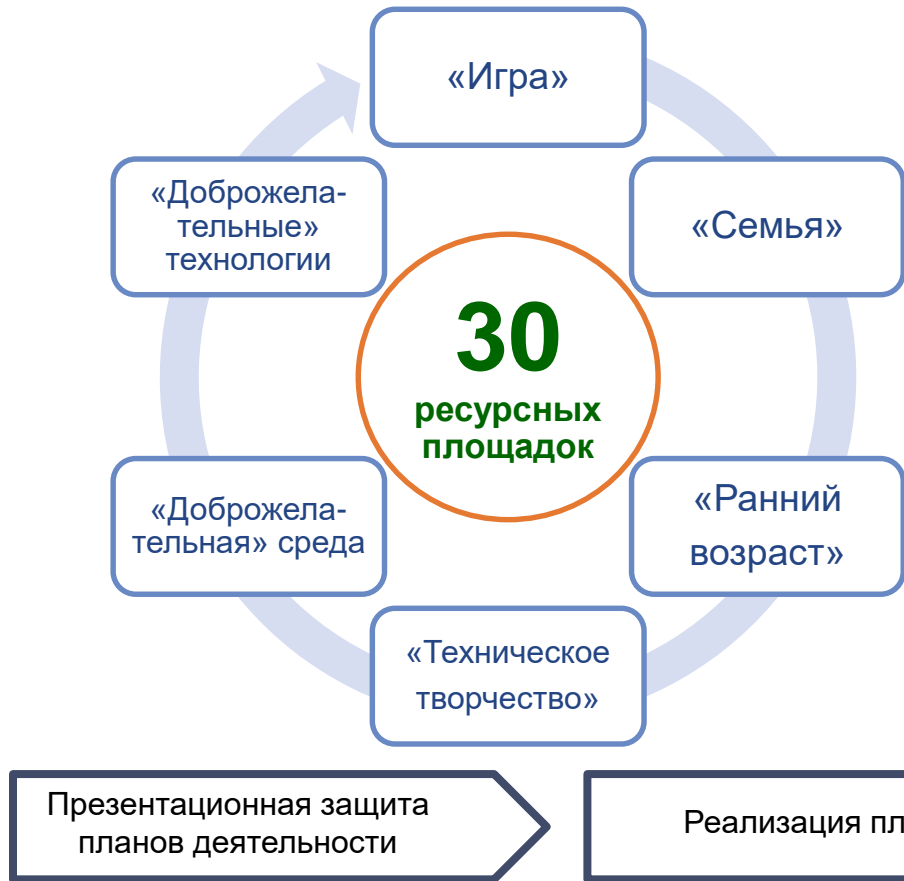 «Игра»
«Доброжела-
тельные»
технологии
«Семья»
30
ресурсных
площадок
«Доброжела-
тельная» среда
«Ранний
возраст»
«Техническое
творчество»
Презентационная защита
планов деятельности
Реализация